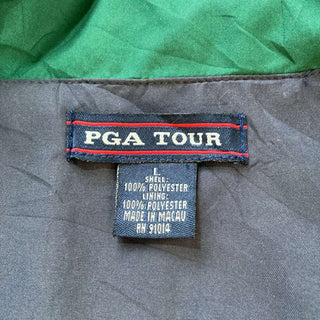 PGA TOUR
L
SHELL:
100% POLYESTER
LINING:
100% POLYESTER
MADE IN MACAU
RN 91014